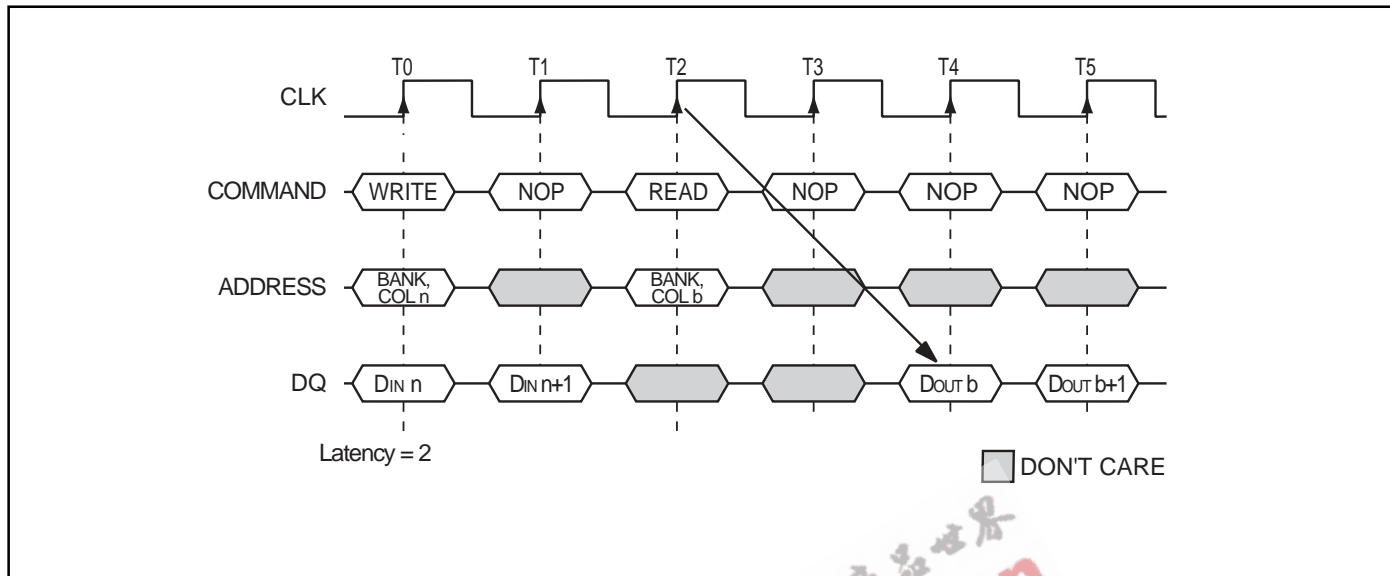 T0 T1 T2 T3 T4 T5
CLK
COMMAND WRITE NOP READ NOP NOP NOP
ADDRESS BANK, COL n BANK, COL b
DQ DIN n DIN n+1 DOUT b DOUT b+1
Latency = 2
DON'T CARE